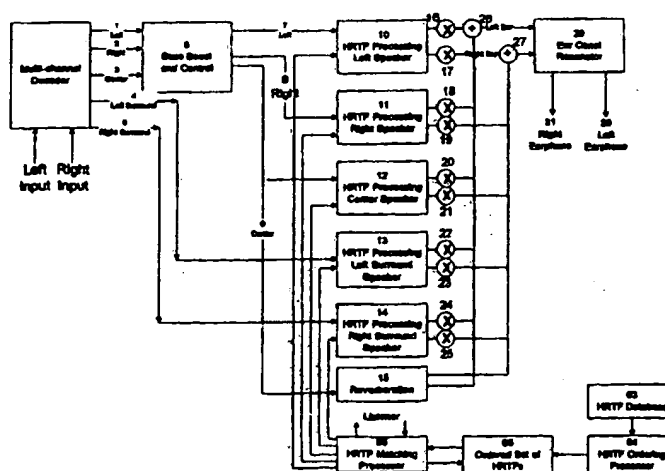 1
Left
2
Right
3
Center
4
Left Surround
5
Right Surround
Multi-channel
Decoder
Left
Input
Right
Input
6
Bass Boost
and Control
7
Left
8
Right
9
Center
10
HRTF Processing
Left Speaker
11
HRTF Processing
Right Speaker
12
HRTF Processing
Center Speaker
13
HRTF Processing
Left Surround
Speaker
14
HRTF Processing
Right Surround
Speaker
15
Reverberation
16
17
18
19
20
21
22
23
24
25
26
27
Left Ear
Right Ear
Ear Canal
Resonator
Right
Earphone
Left
Earphone
Listener
HRTF Matching
Processor
Ordered Set of
HRTFs
63
HRTF Database
64
HRTF Ordering
Processor